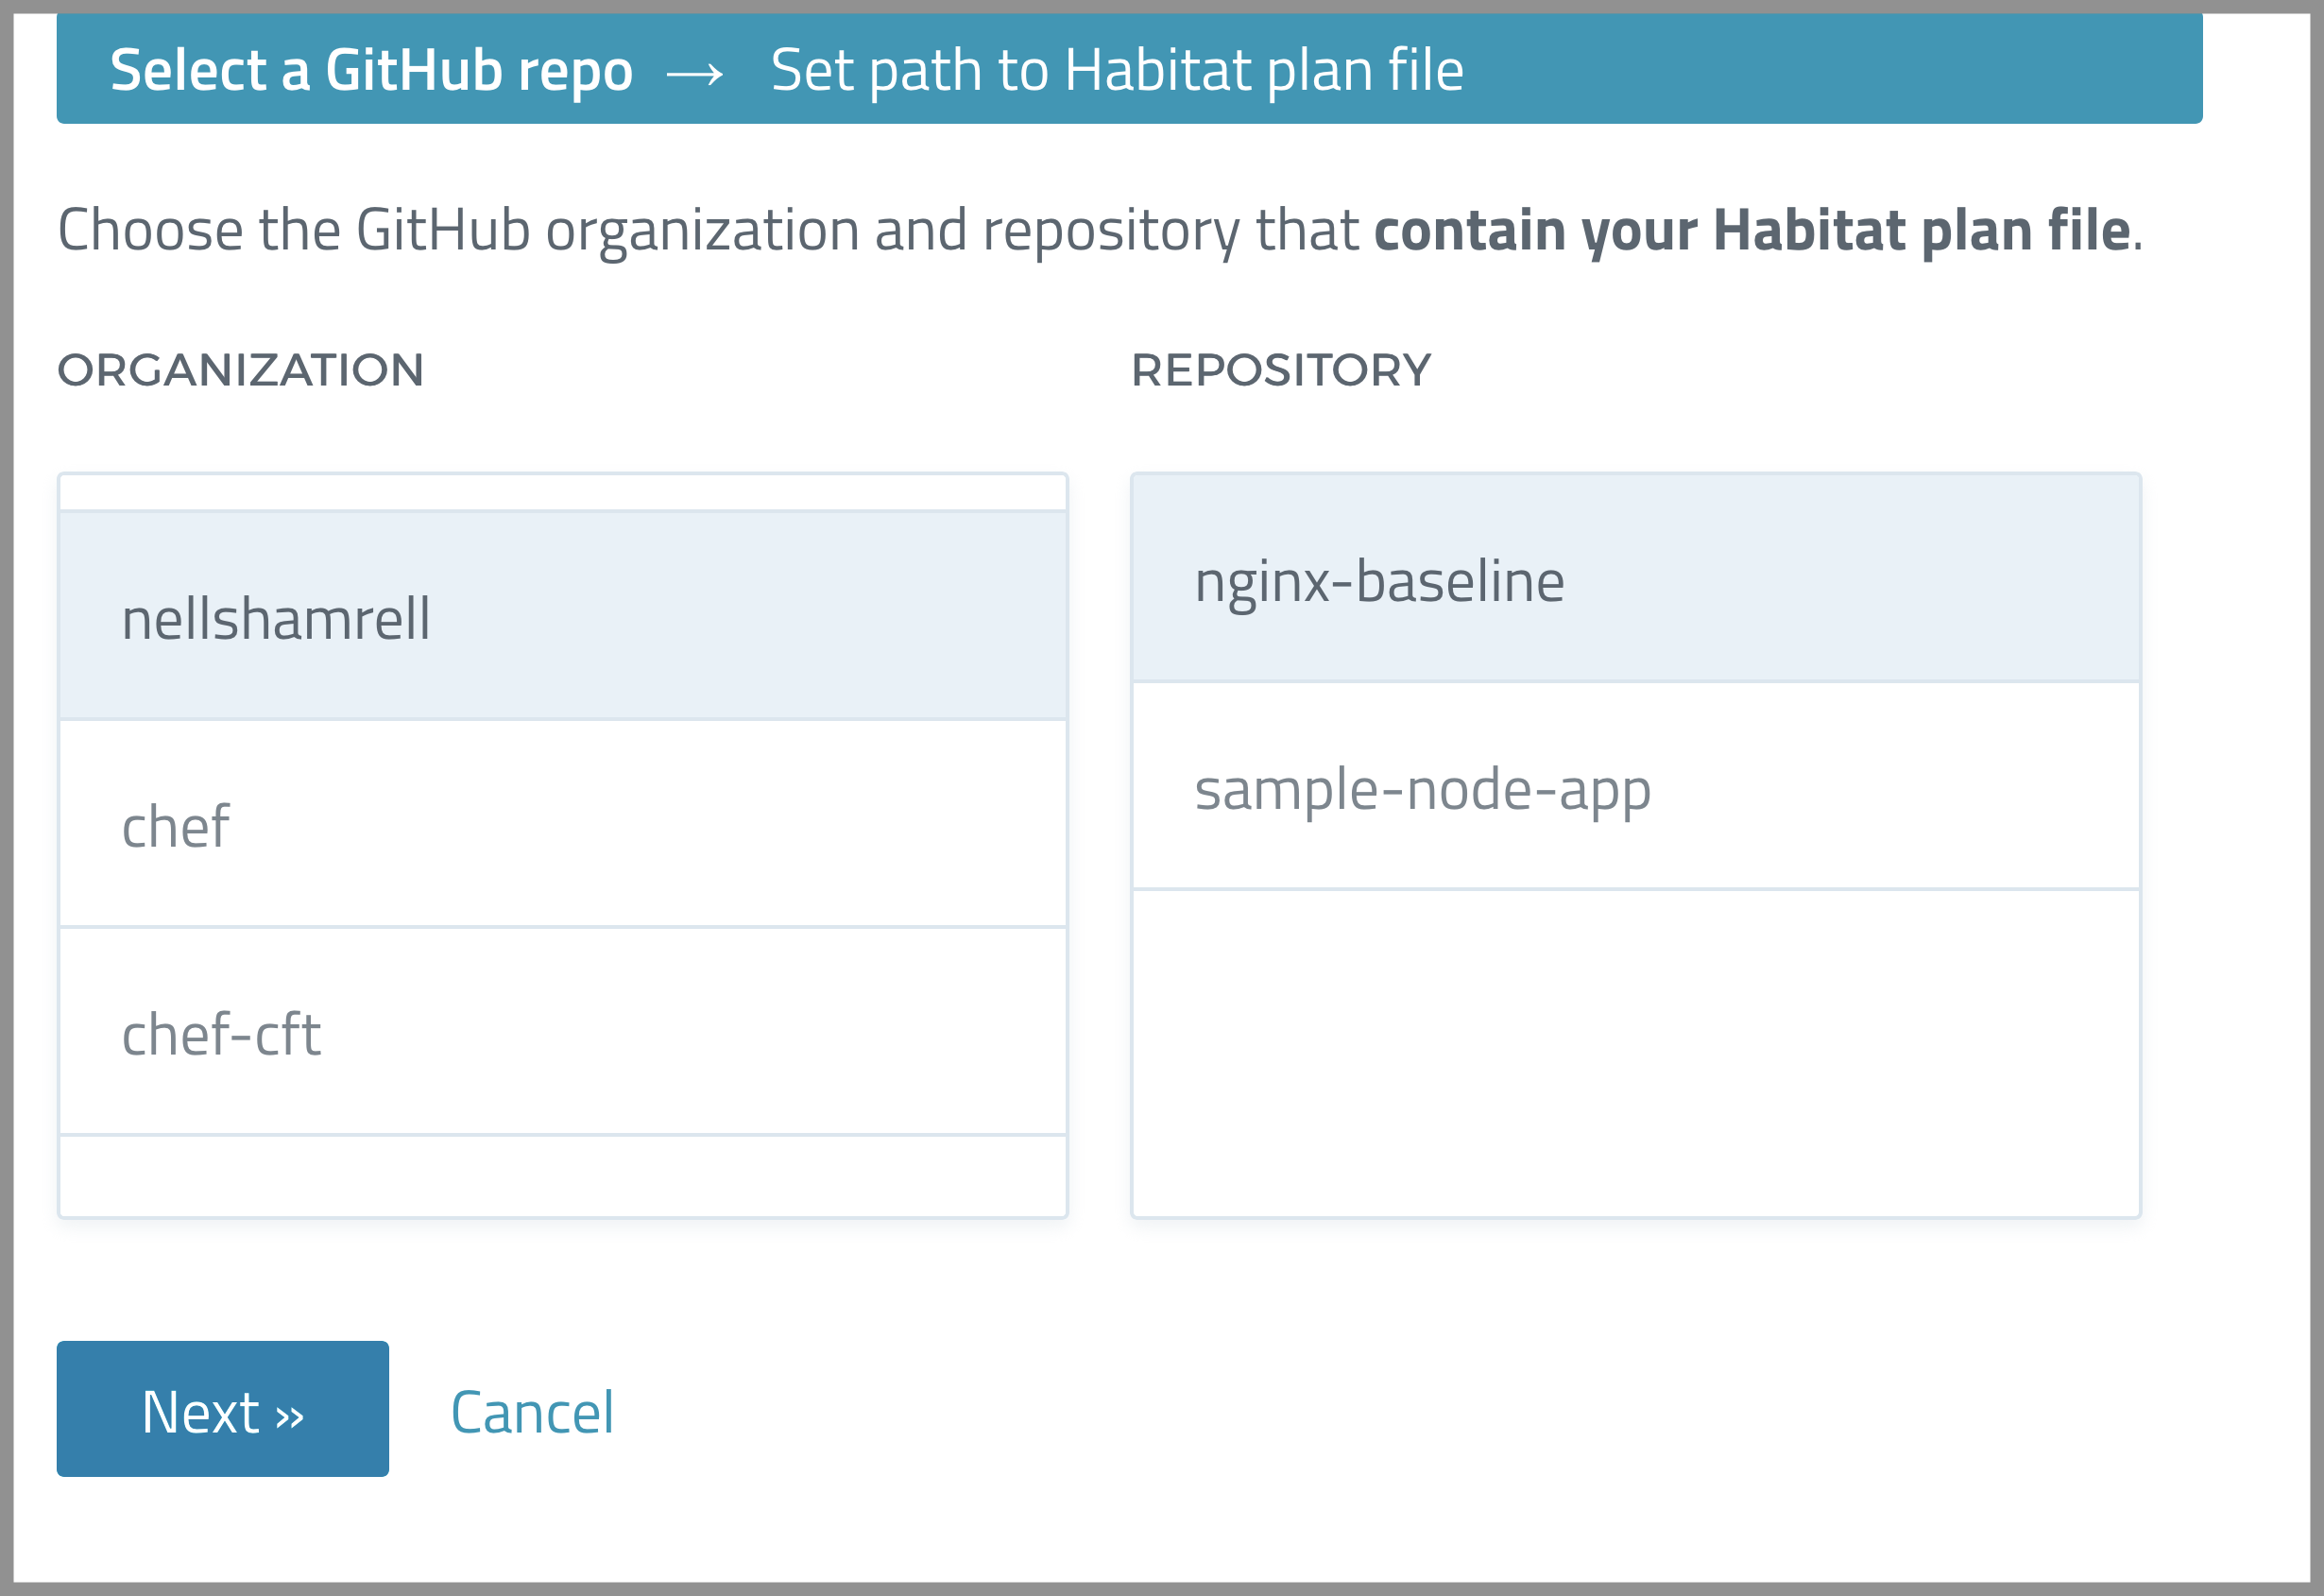 Select a GitHub repo → Set path to Habitat plan file
Choose the GitHub organization and repository that contain your Habitat plan file.
ORGANIZATION
nellshamrell
chef
chef-cft
REPOSITORY
nginx-baseline
sample-node-app
Next »
Cancel